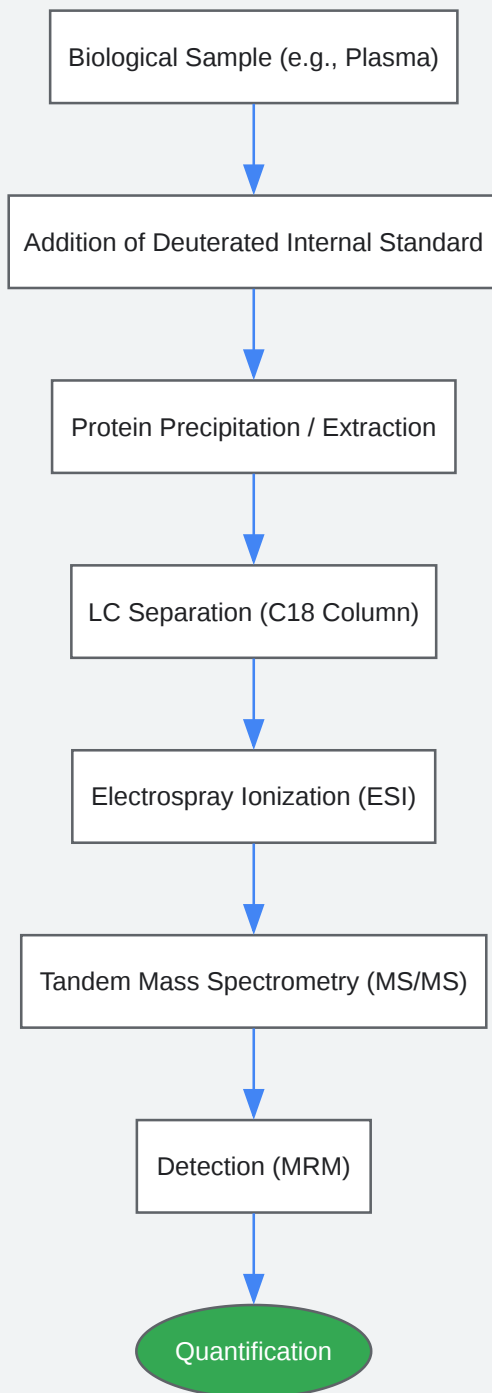 Biological Sample (e.g., Plasma)
Addition of Deuterated Internal Standard
Protein Precipitation / Extraction
LC Separation (C18 Column)
Electrospray Ionization (ESI)
Tandem Mass Spectrometry (MS/MS)
Detection (MRM)
Quantification